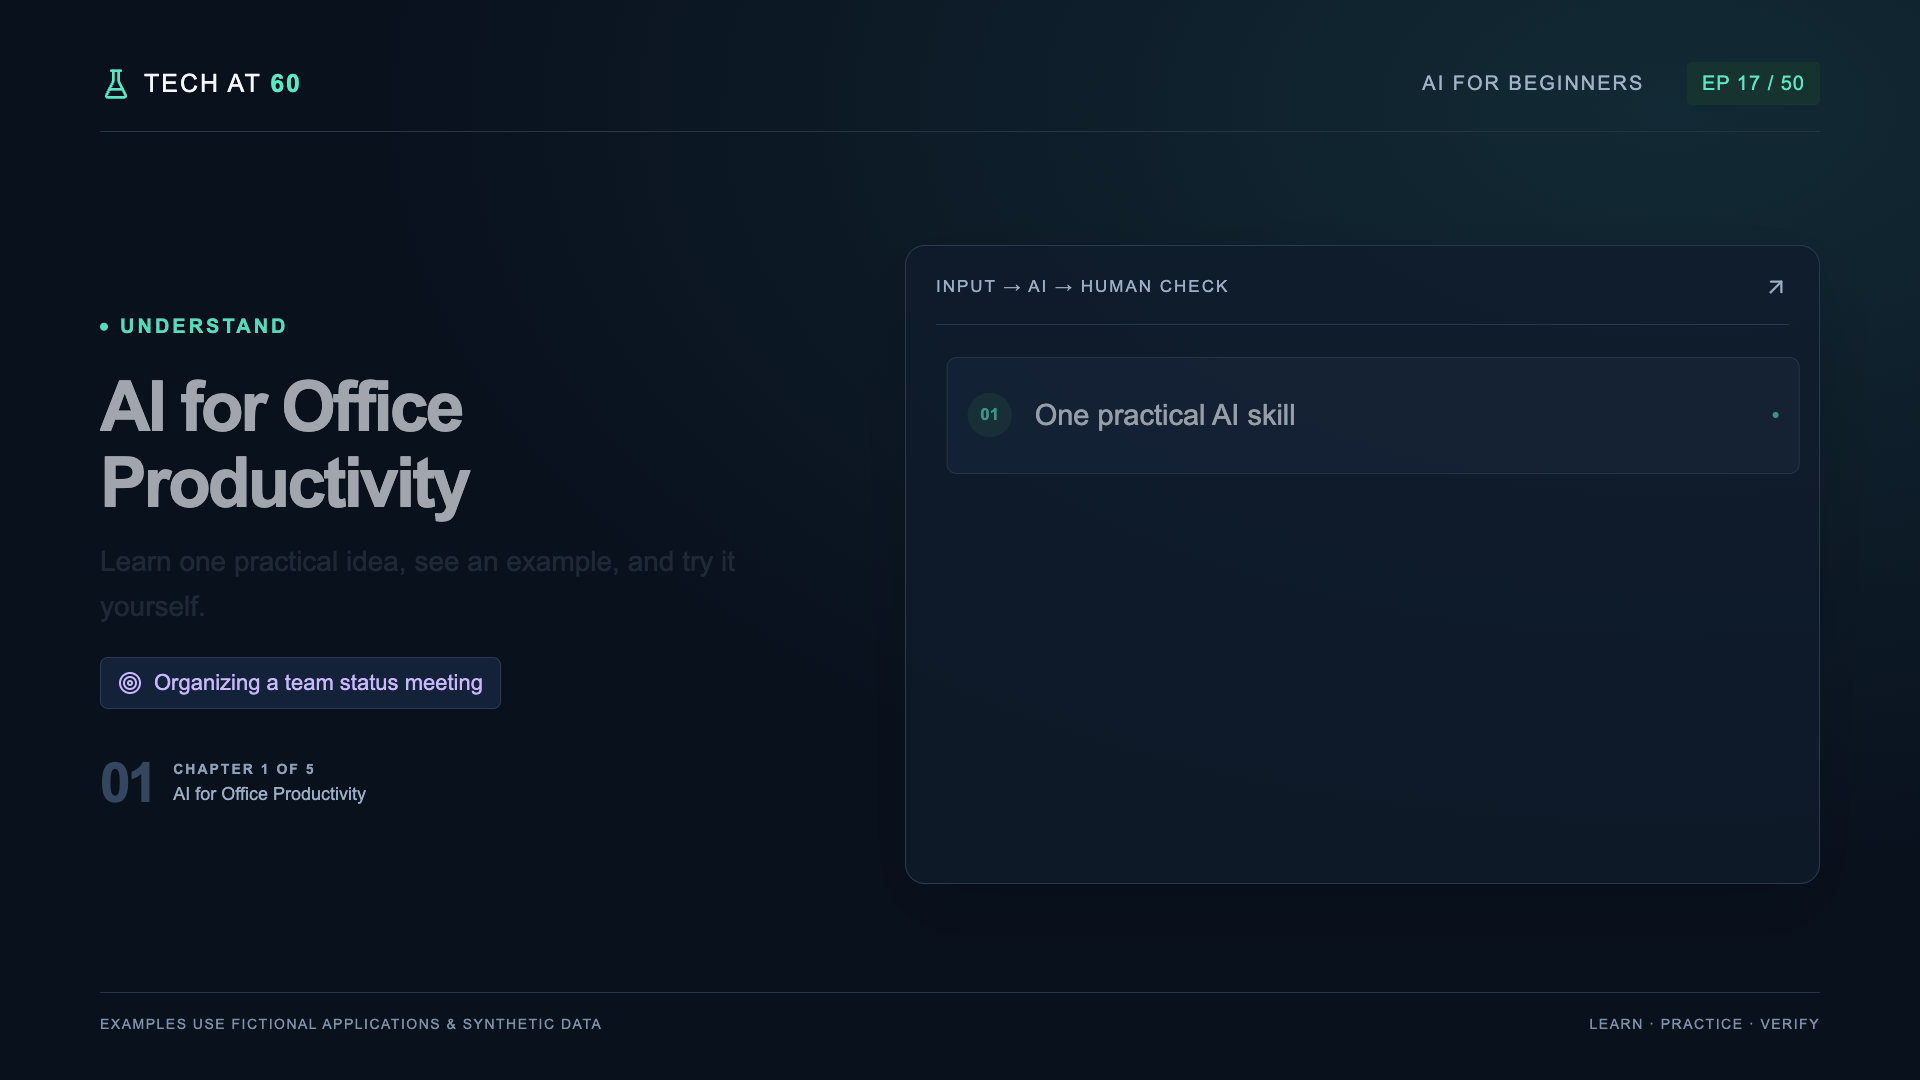 TECH AT 60
AI FOR BEGINNERS
EP 17 / 50
• UNDERSTAND
AI for Office
Productivity
Learn one practical idea, see an example, and try it
yourself.
Organizing a team status meeting
01
CHAPTER 1 OF 5
AI for Office Productivity
INPUT → AI → HUMAN CHECK
01
One practical AI skill
EXAMPLES USE FICTIONAL APPLICATIONS & SYNTHETIC DATA
LEARN · PRACTICE · VERIFY